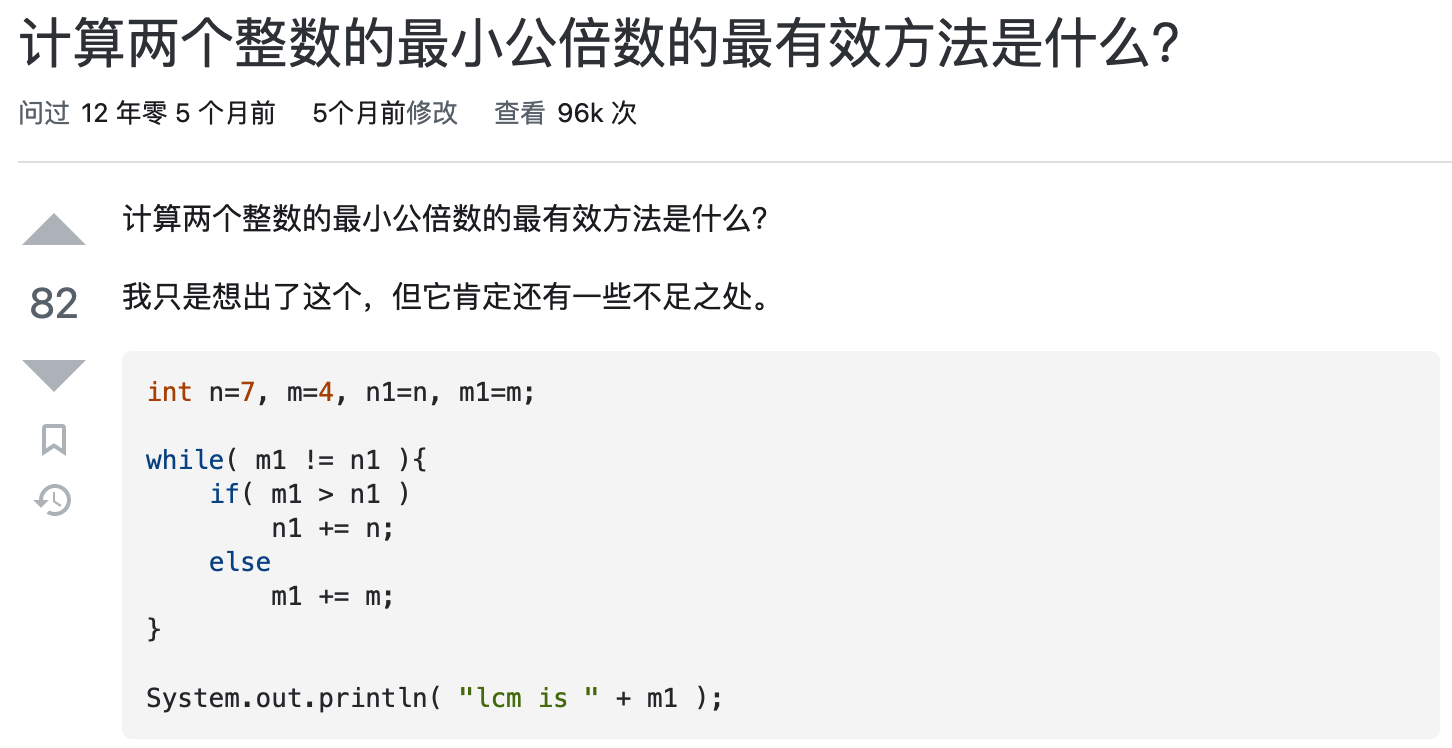 计算两个整数的最小公倍数的最有效方法是什么?
问过 12 年零 5 个月前 5个月前修改 查看 96k 次
计算两个整数的最小公倍数的最有效方法是什么?
我只是想出了这个，但它肯定还有一些不足之处。
82
int n=7, m=4, n1=n, m1=m;
while( m1 != n1 ){
    if( m1 > n1 )
        n1 += n;
    else
        m1 += m;
}
System.out.println( "lcm is " + m1 );